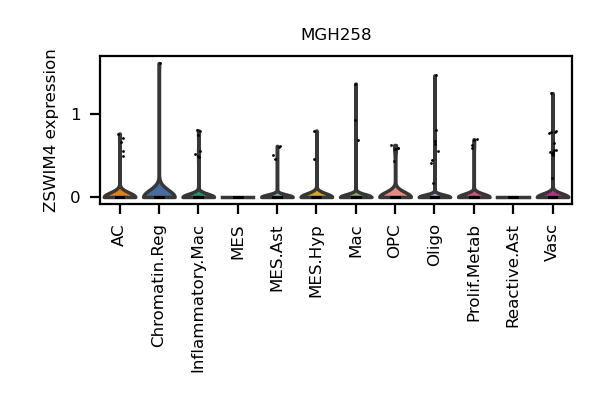 MGH258
ZSWIM4 expression
1
0
AC
Chromatin.Reg
Inflammatory.Mac
MES
MES.Ast
MES.Hyp
Mac
OPC
Oligo
Prolif.Metab
Reactive.Ast
Vasc